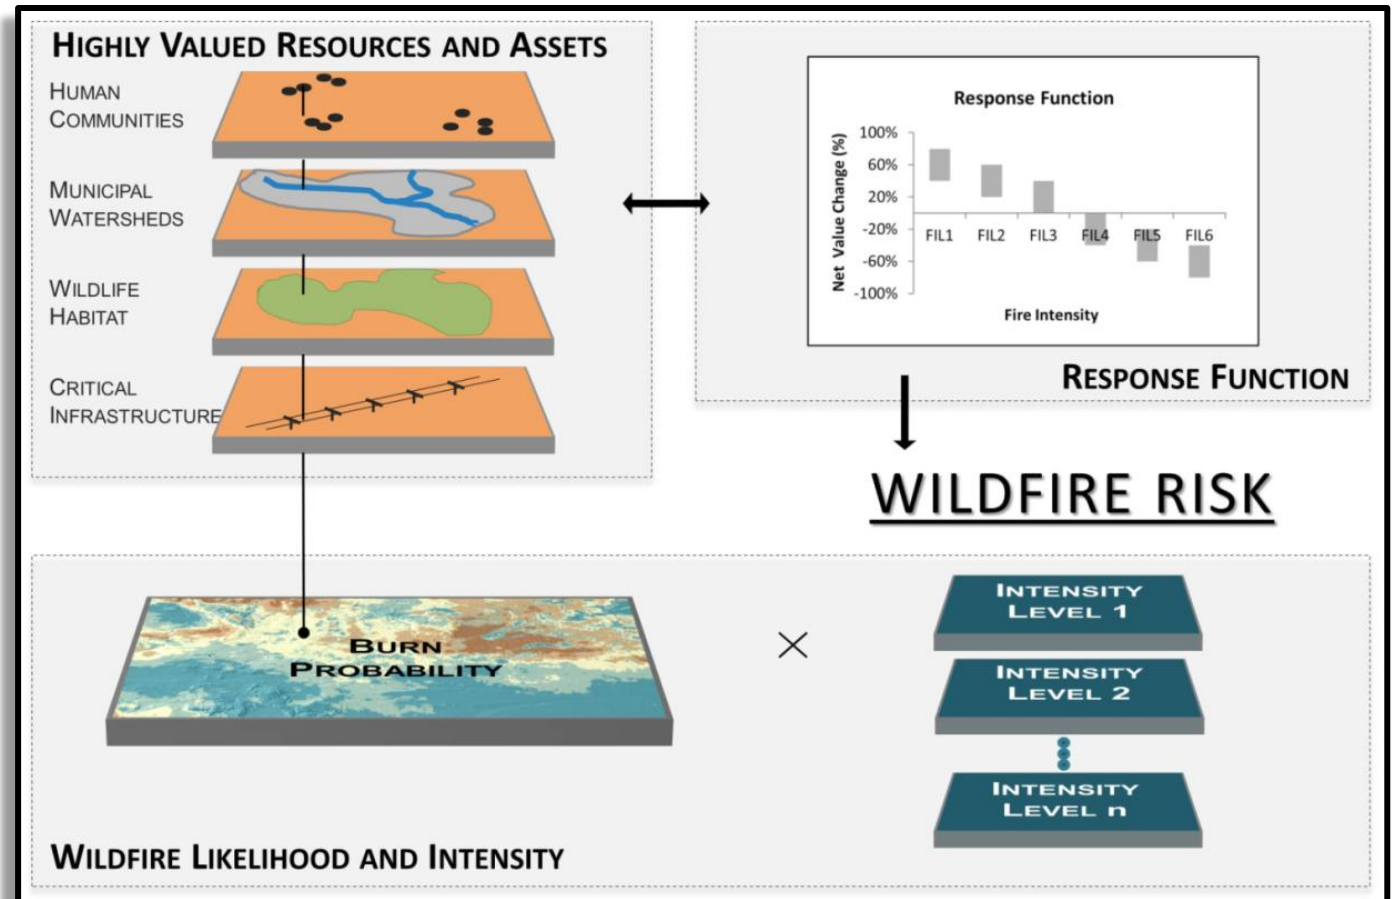 HIGHLY VALUED RESOURCES AND ASSETS
HUMAN
COMMUNITIES
MUNICIPAL
WATERSHEDS
WILDLIFE
HABITAT
CRITICAL
INFRASTRUCTURE
Response Function
Net Value Change (%)
100%
60%
20%
-20%
-60%
-100%
FIL1 FIL2 FIL3 FIL4 FIL5 FIL6
Fire Intensity
RESPONSE FUNCTION
WILDFIRE RISK
BURN
PROBABILITY
×
INTENSITY
LEVEL 1
INTENSITY
LEVEL 2
INTENSITY
LEVEL n
WILDFIRE LIKELIHOOD AND INTENSITY